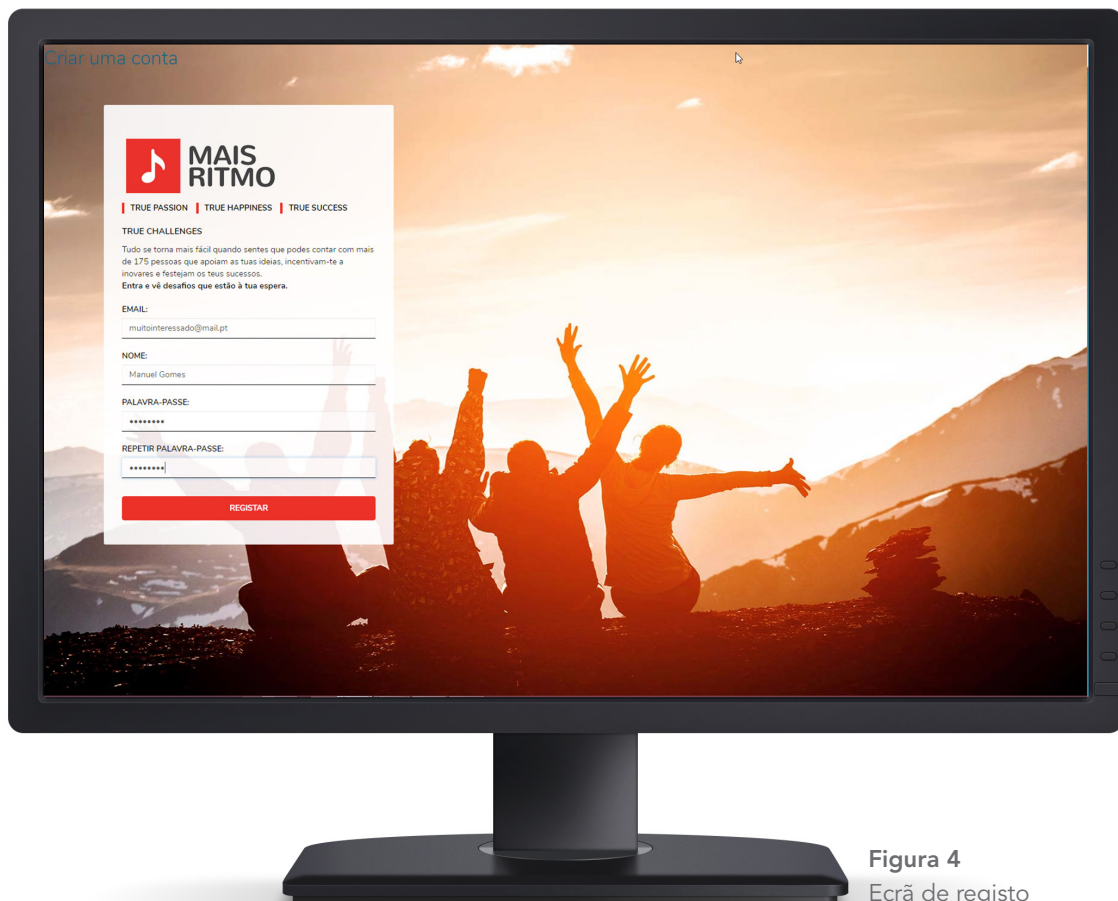 Criar uma conta
MAIS
RITMO
TRUE PASSION TRUE HAPPINESS TRUE SUCCESS
TRUE CHALLENGES
Tudo se torna mais fácil quando sentes que podes contar com mais
de 175 pessoas que apoiam as tuas ideias, incentivam-te a
inovares e festejam os teus sucessos.
Entra e vê desafios que estão à tua espera.
EMAIL:
muitointeressado@mail.pt
NOME:
Manuel Gomes
PALAVRA-PASSE:
••••••••
REPETIR PALAVRA-PASSE:
••••••••
REGISTAR
Figura 4
Ecrã de registo